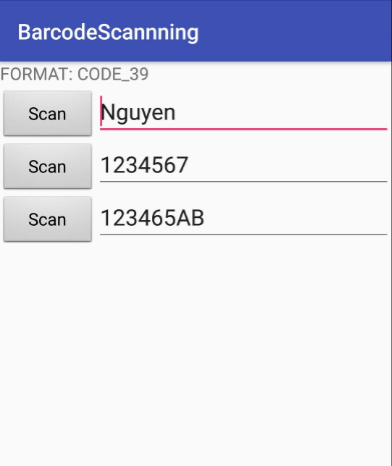 BarcodeScannning
FORMAT: CODE_39
Scan Nguyen
Scan 1234567
Scan 123465AB